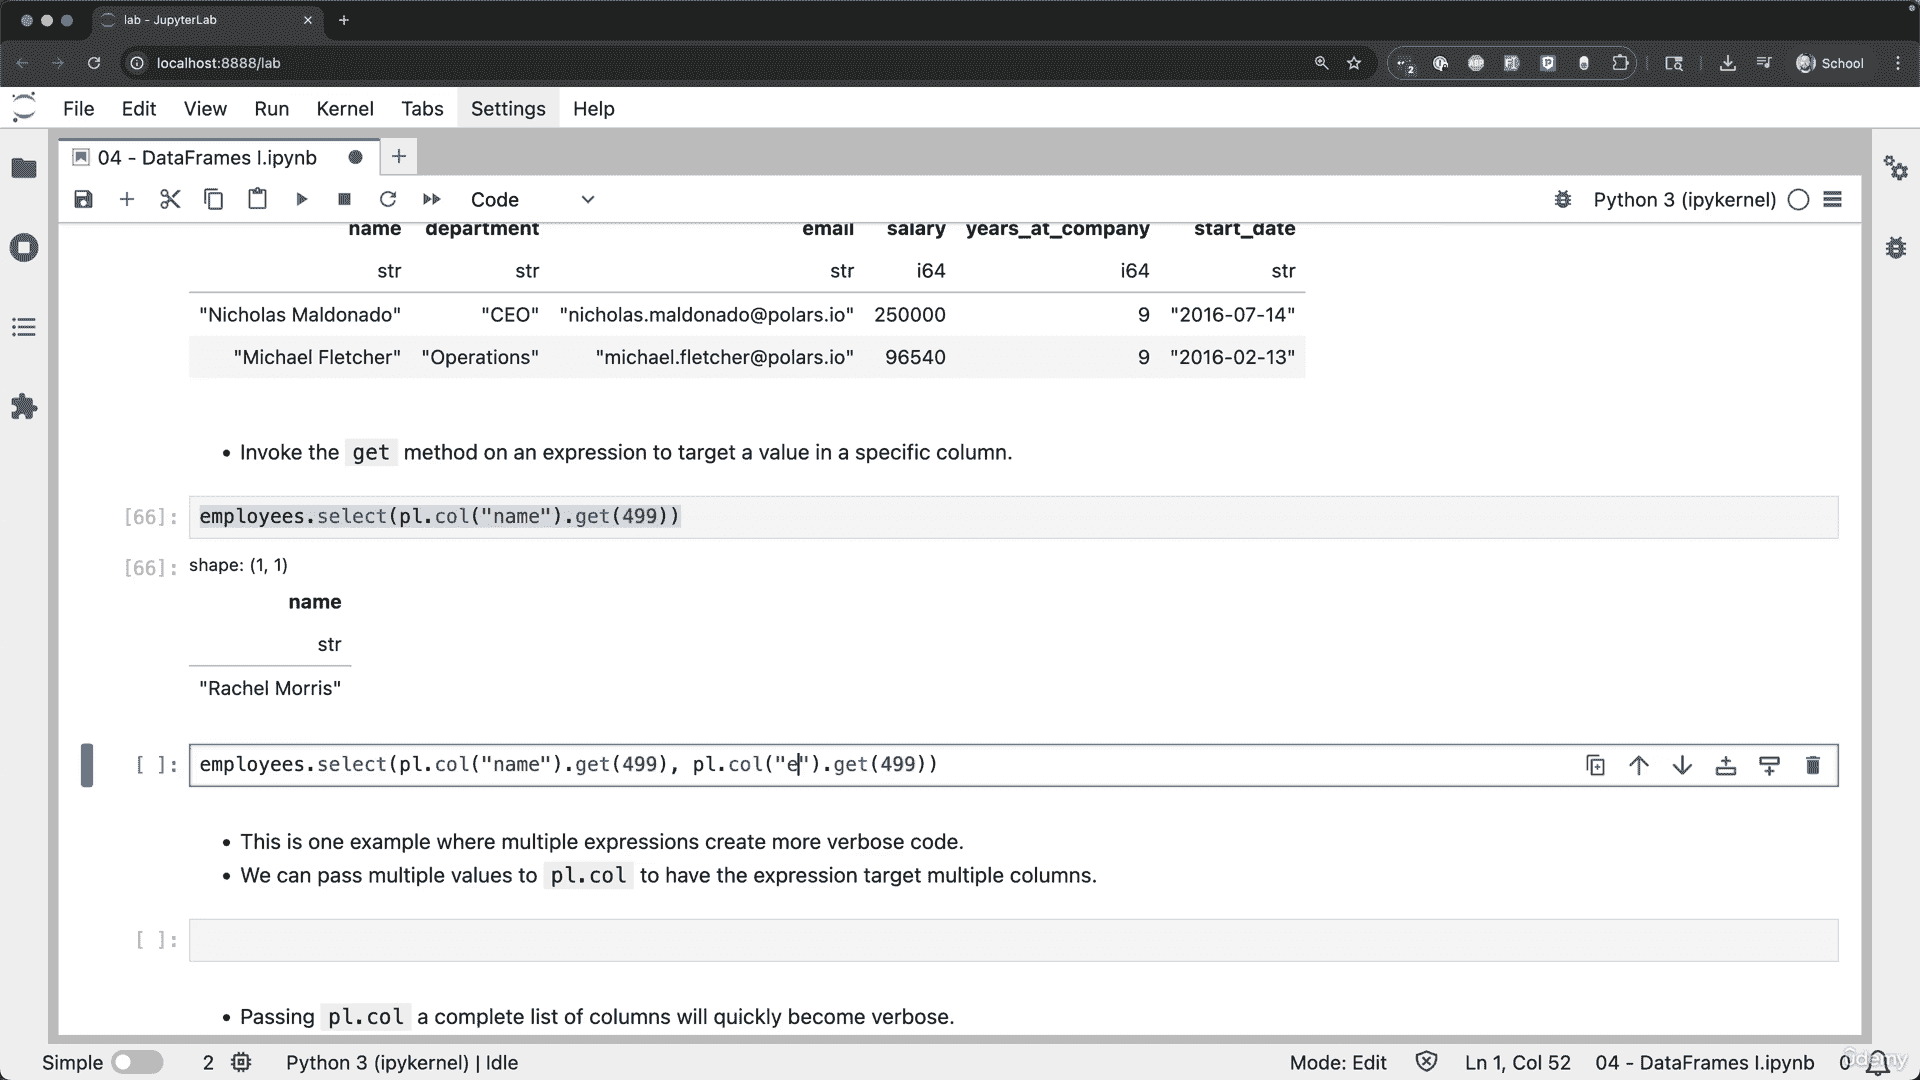 lab - JupyterLab
localhost:8888/lab
2
School
File Edit View Run Kernel Tabs Settings Help
04 - DataFrames I.ipynb
Code
Python 3 (ipykernel)
name department email salary years_at_company start_date
str str str i64 i64 str
"Nicholas Maldonado" "CEO" "nicholas.maldonado@polars.io" 250000 9 "2016-07-14"
"Michael Fletcher" "Operations" "michael.fletcher@polars.io" 96540 9 "2016-02-13"
• Invoke the get method on an expression to target a value in a specific column.
[66]: employees.select(pl.col("name").get(499))
[66]: shape: (1, 1)
name
str
"Rachel Morris"
[ ]: employees.select(pl.col("name").get(499), pl.col("e").get(499))
• This is one example where multiple expressions create more verbose code.
• We can pass multiple values to pl.col to have the expression target multiple columns.
[ ]:
• Passing pl.col a complete list of columns will quickly become verbose.
Simple 2 Python 3 (ipykernel) | Idle Mode: Edit Ln 1, Col 52 04 - DataFrames I.ipynb 0